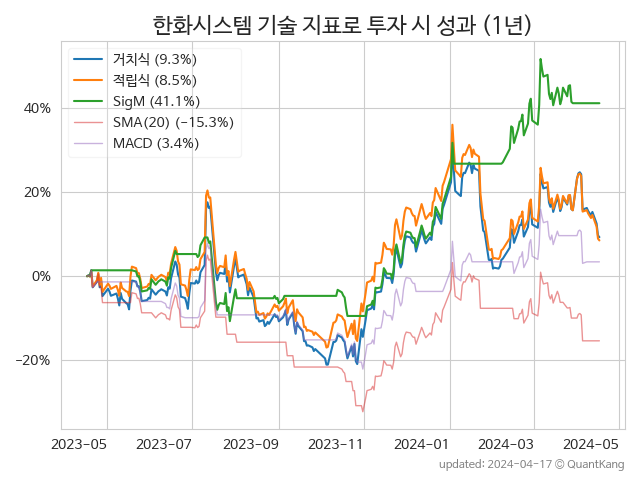 한화시스템 기술 지표로 투자 시 성과 (1년)
거치식 (9.3%)
적립식 (8.5%)
SigM (41.1%)
SMA(20) (−15.3%)
MACD (3.4%)
40%
20%
0%
−20%
2023-05 2023-07 2023-09 2023-11 2024-01 2024-03 2024-05
updated: 2024-04-17 © QuantKang